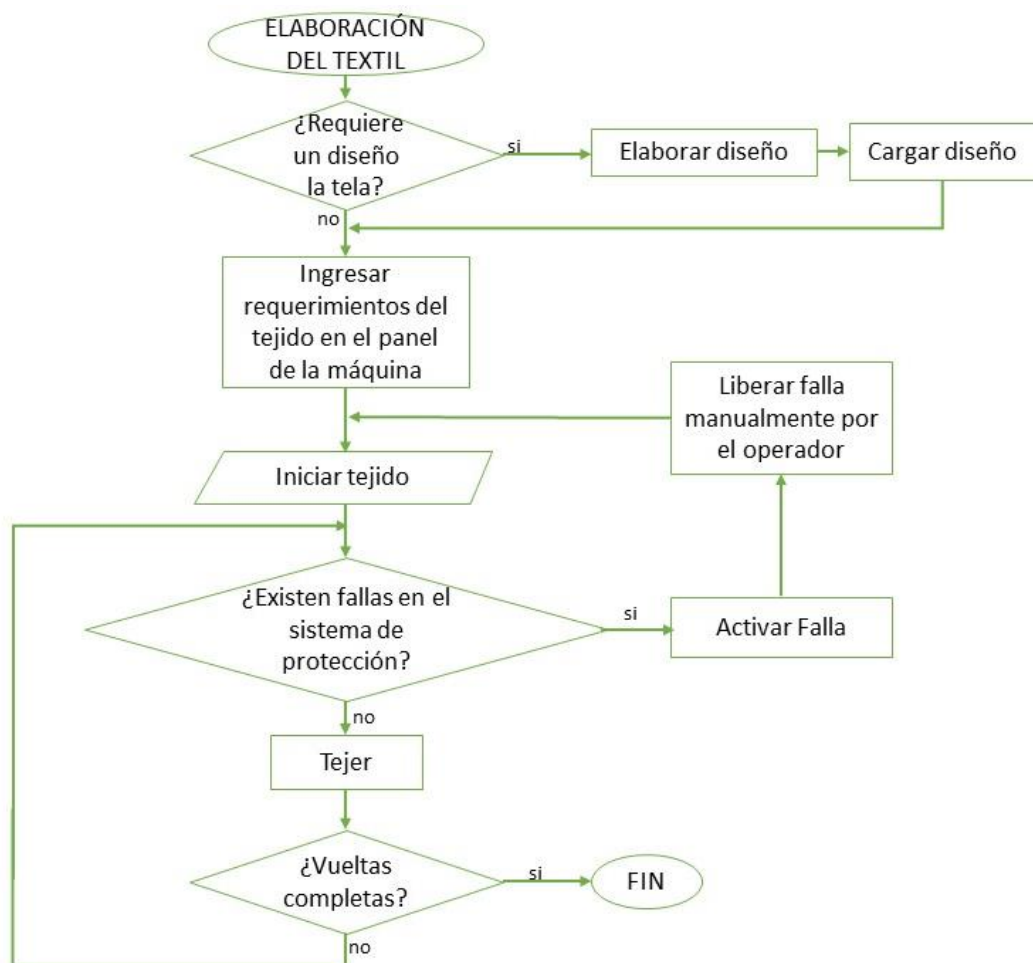 ELABORACIÓN
DEL TEXTIL
¿Requiere
un diseño
la tela?
si
Elaborar diseño
Cargar diseño
no
Ingresar
requerimientos del
tejido en el panel
de la máquina
Liberar falla
manualmente por
el operador
Iniciar tejido
¿Existen fallas en el
sistema de
protección?
si
Activar Falla
no
Tejer
¿Vueltas
completas?
si
FIN
no